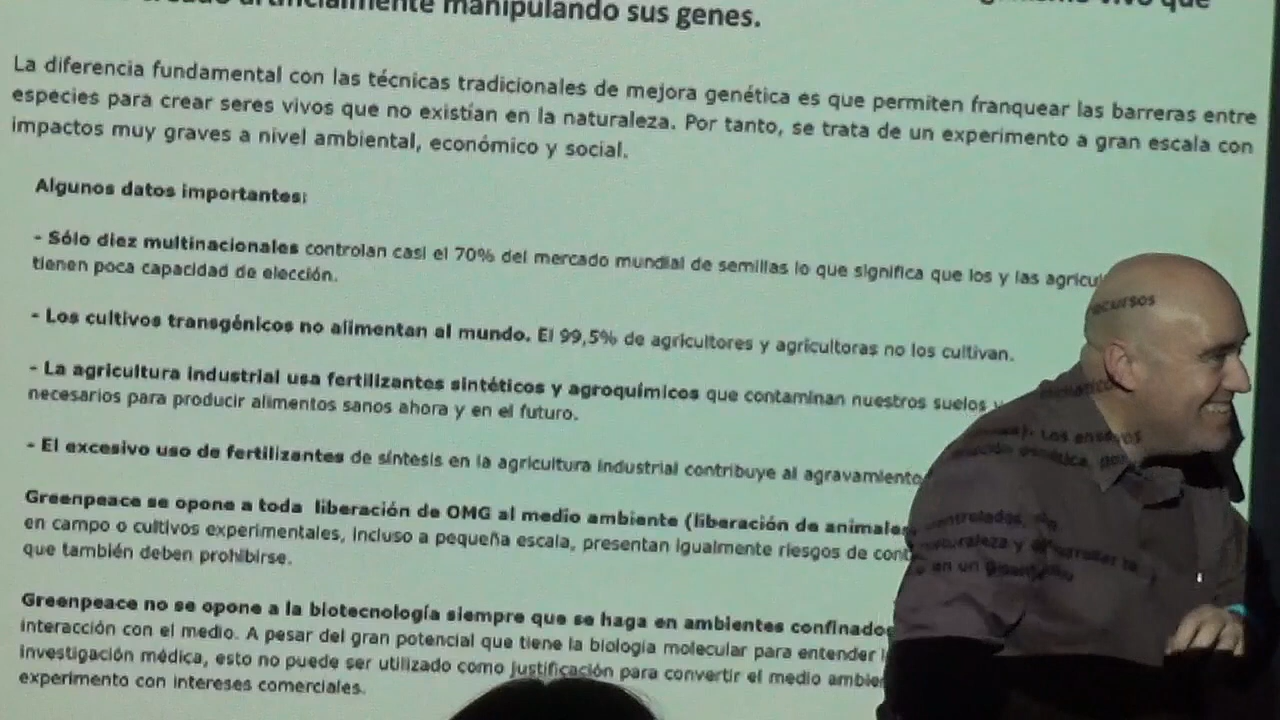 artificialmente manipulando sus genes.
La diferencia fundamental con las técnicas tradicionales de mejora genética es que permiten franquear las barreras entre
especies para crear seres vivos que no existían en la naturaleza. Por tanto, se trata de un experimento a gran escala con
impactos muy graves a nivel ambiental, económico y social.
Algunos datos importantes:
- Sólo diez multinacionales controlan casi el 70% del mercado mundial de semillas lo que significa que los y las
tienen poca capacidad de elección.
- Los cultivos transgénicos no alimentan al mundo. El 99,5% de agricultores y agricultoras no los cultivan.
- La agricultura industrial usa fertilizantes sintéticos y agroquímicos que contaminan nuestros suelos y
necesarios para producir alimentos sanos ahora y en el futuro.
- El excesivo uso de fertilizantes de síntesis en la agricultura industrial contribuye al agravamiento
Greenpeace se opone a toda liberación de OMG al medio ambiente (liberación de animales,
en campo o cultivos experimentales, incluso a pequeña escala, presentan igualmente riesgos de naturaleza y
que también deben prohibirse. en un
Greenpeace no se opone a la biotecnología siempre que se haga en ambientes confinados
interacción con el medio. A pesar del gran potencial que tiene la biología molecular para entender
investigación médica, esto no puede ser utilizado como justificación para convertir el medio
experimento con intereses comerciales.